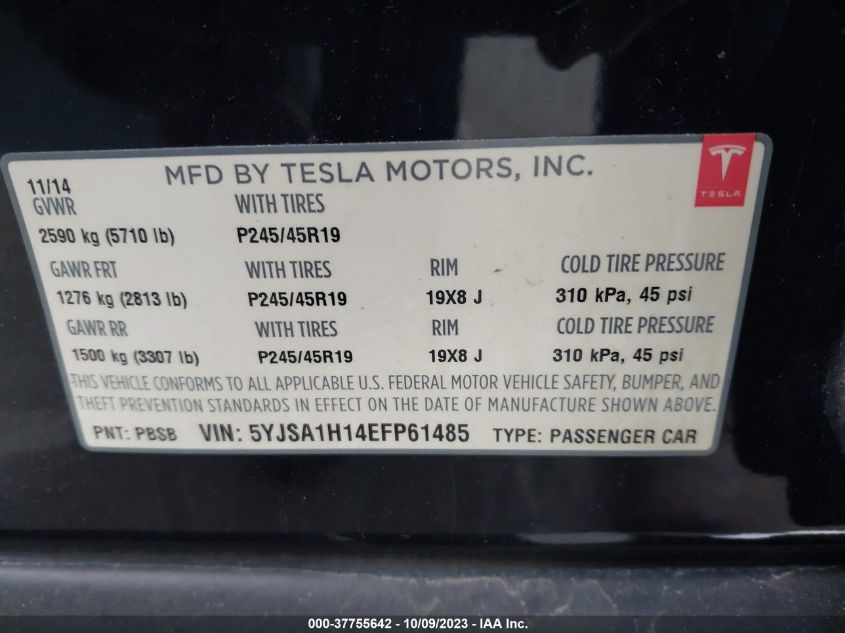 MFD BY TESLA MOTORS, INC.
TESLA
11/14
GVWR WITH TIRES
2590 kg (5710 lb) P245/45R19
GAWR FRT WITH TIRES RIM COLD TIRE PRESSURE
1276 kg (2813 lb) P245/45R19 19X8 J 310 kPa, 45 psi
GAWR RR WITH TIRES RIM COLD TIRE PRESSURE
1500 kg (3307 lb) P245/45R19 19X8 J 310 kPa, 45 psi
THIS VEHICLE CONFORMS TO ALL APPLICABLE U.S. FEDERAL MOTOR VEHICLE SAFETY, BUMPER, AND
THEFT PREVENTION STANDARDS IN EFFECT ON THE DATE OF MANUFACTURE SHOWN ABOVE.
PNT: PBSB VIN: 5YJSA1H14EFP61485 TYPE: PASSENGER CAR
000-37755642 - 10/09/2023 - IAA Inc.